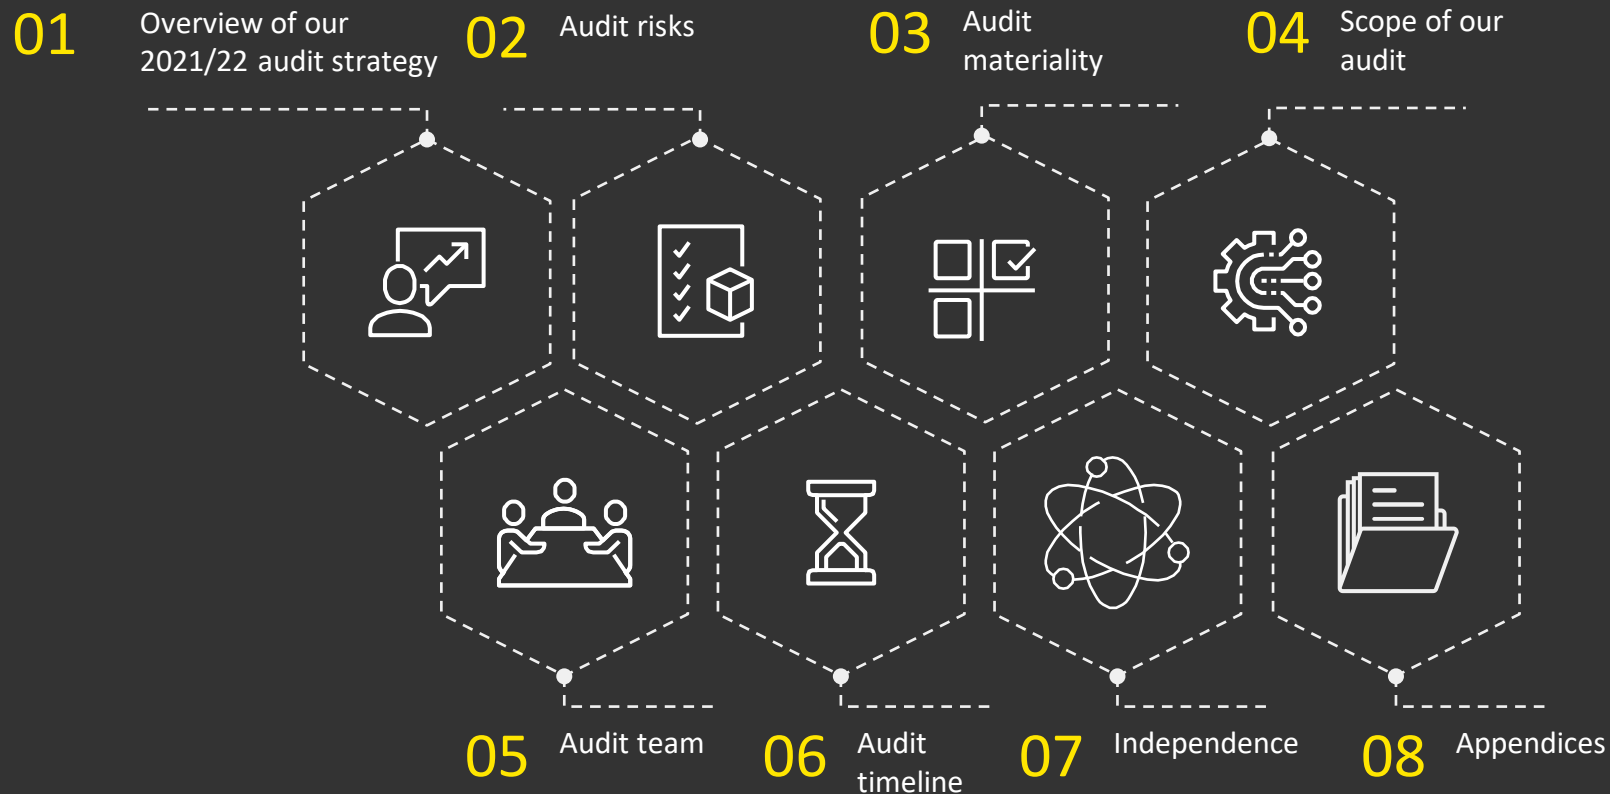 01
Overview of our
2021/22 audit strategy
02
Audit risks
03
Audit
materiality
04
Scope of our
audit
05
Audit team
06
Audit
timeline
07
Independence
08
Appendices